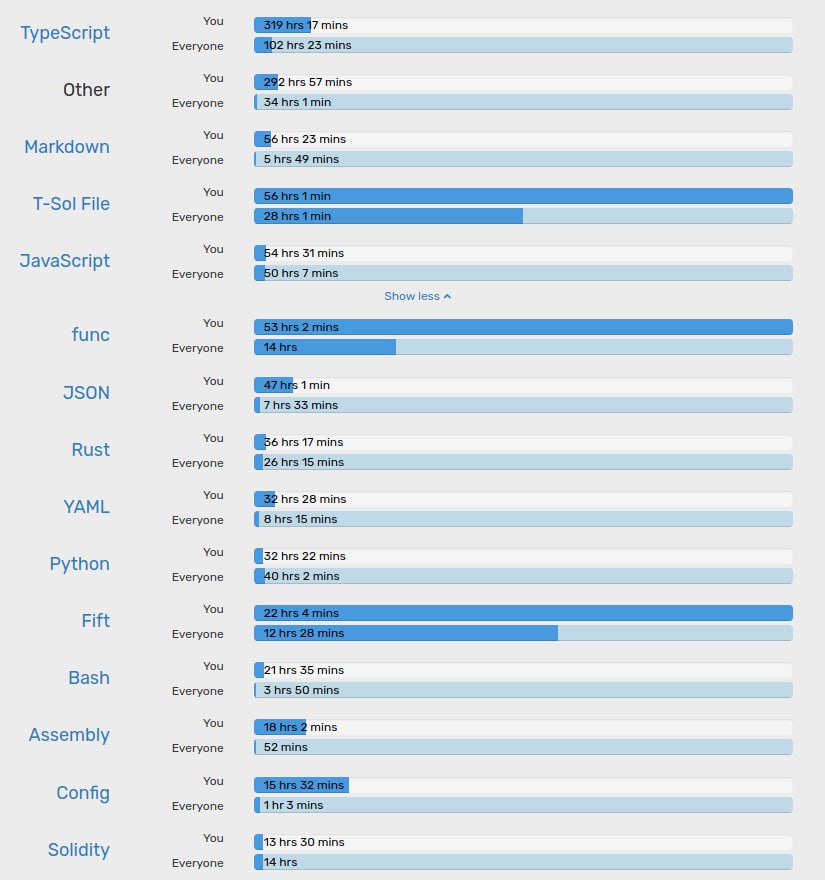 TypeScript
You
319 hrs 17 mins
Everyone
102 hrs 23 mins
Other
You
292 hrs 57 mins
Everyone
34 hrs 1 min
Markdown
You
56 hrs 23 mins
Everyone
5 hrs 49 mins
T-Sol File
You
56 hrs 1 min
Everyone
28 hrs 1 min
JavaScript
You
54 hrs 31 mins
Everyone
50 hrs 7 mins
Show less
func
You
53 hrs 2 mins
Everyone
14 hrs
JSON
You
47 hrs 1 min
Everyone
7 hrs 33 mins
Rust
You
36 hrs 17 mins
Everyone
26 hrs 15 mins
YAML
You
32 hrs 28 mins
Everyone
8 hrs 15 mins
Python
You
32 hrs 22 mins
Everyone
40 hrs 2 mins
Fift
You
22 hrs 4 mins
Everyone
12 hrs 28 mins
Bash
You
21 hrs 35 mins
Everyone
3 hrs 50 mins
Assembly
You
18 hrs 2 mins
Everyone
52 mins
Config
You
15 hrs 32 mins
Everyone
1 hr 3 mins
Solidity
You
13 hrs 30 mins
Everyone
14 hrs